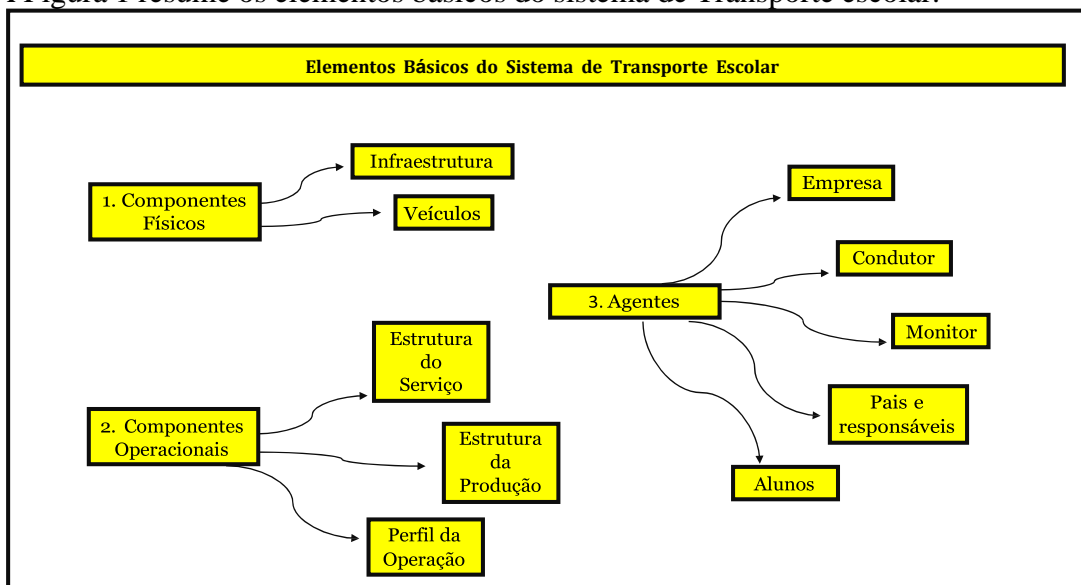 A Figura 1 resume os elementos básicos do sistema de Transporte escolar.
Elementos Básicos do Sistema de Transporte Escolar
Infraestrutura
1. Componentes
Físicos
Veículos
Empresa
Condutor
3. Agentes
Monitor
Pais e
responsáveis
Alunos
Estrutura
do
Serviço
2. Componentes
Operacionais
Estrutura
da
Produção
Perfil da
Operação